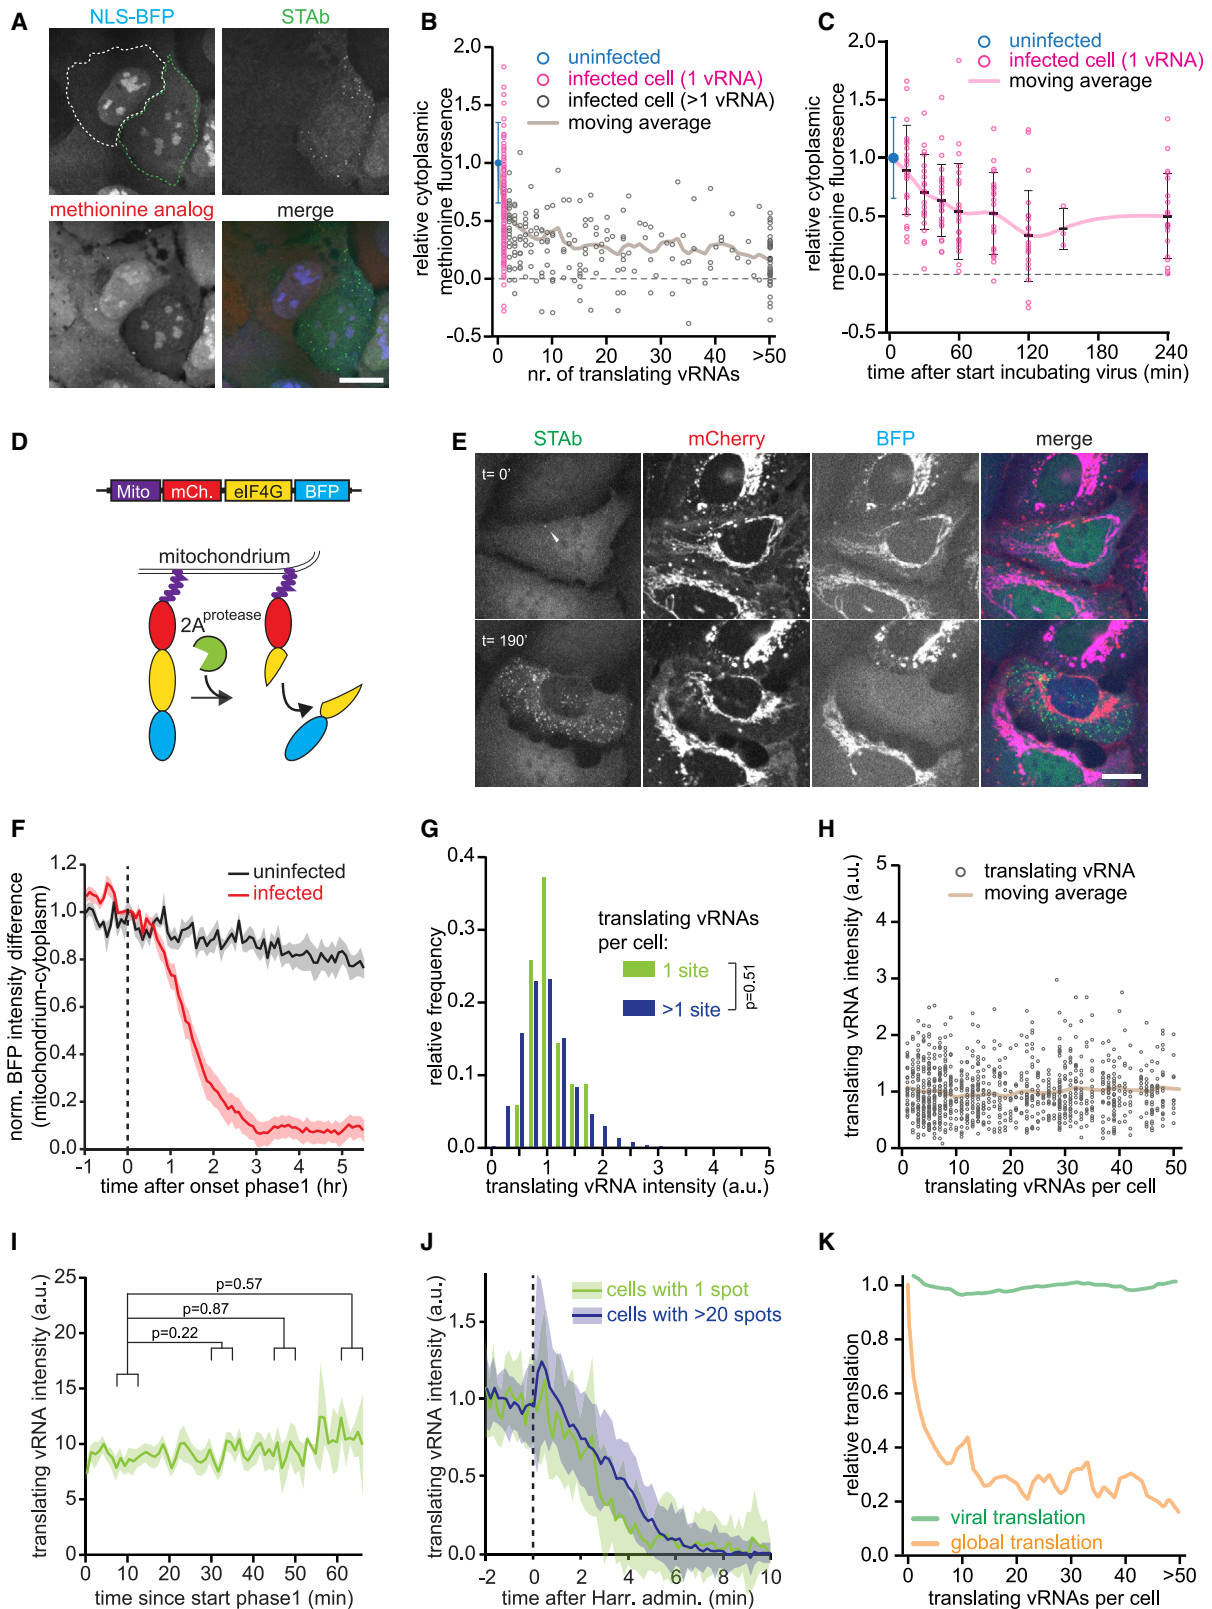 A
NLS-BFP
STAb
methionine analog
merge
B
relative cytoplasmic
methionine fluoresence
2.0
1.5
1.0
0.5
0.0
-0.5
uninfected
infected cell (1 vRNA)
infected cell (>1 vRNA)
moving average
0
10
20
30
40
>50
nr. of translating vRNAs
C
relative cytoplasmic
methionine fluoresence
2.0
1.5
1.0
0.5
0.0
-0.5
uninfected
infected cell (1 vRNA)
moving average
0
60
120
180
240
time after start incubating virus (min)
D
Mito
mCh.
eIF4G
BFP
mitochondrium
2A protease
E
STAb
mCherry
BFP
merge
t= 0'
t= 190'
F
norm. BFP intensity difference
(mitochondrium-cytoplasm)
1.2
1.0
0.8
0.6
0.4
0.2
0.0
uninfected
infected
-1
0
1
2
3
4
5
time after onset phase1 (hr)
G
relative frequency
0.4
0.3
0.2
0.1
0.0
translating vRNAs
per cell:
1 site
>1 site
p=0.51
0
1
2
3
4
5
translating vRNA intensity (a.u.)
H
translating vRNA intensity (a.u.)
5
4
3
2
1
0
translating vRNA
moving average
0
10
20
30
40
50
translating vRNAs per cell
I
translating vRNA intensity (a.u.)
25
20
15
10
5
0
p=0.57
p=0.87
p=0.22
0
10
20
30
40
50
60
time since start phase1 (min)
J
translating vRNA intensity (a.u.)
1.5
1.0
0.5
0.0
cells with 1 spot
cells with >20 spots
-2
0
2
4
6
8
10
time after Harr. admin. (min)
K
relative translation
1.0
0.8
0.6
0.4
0.2
0.0
viral translation
global translation
0
10
20
30
40
>50
translating vRNAs per cell